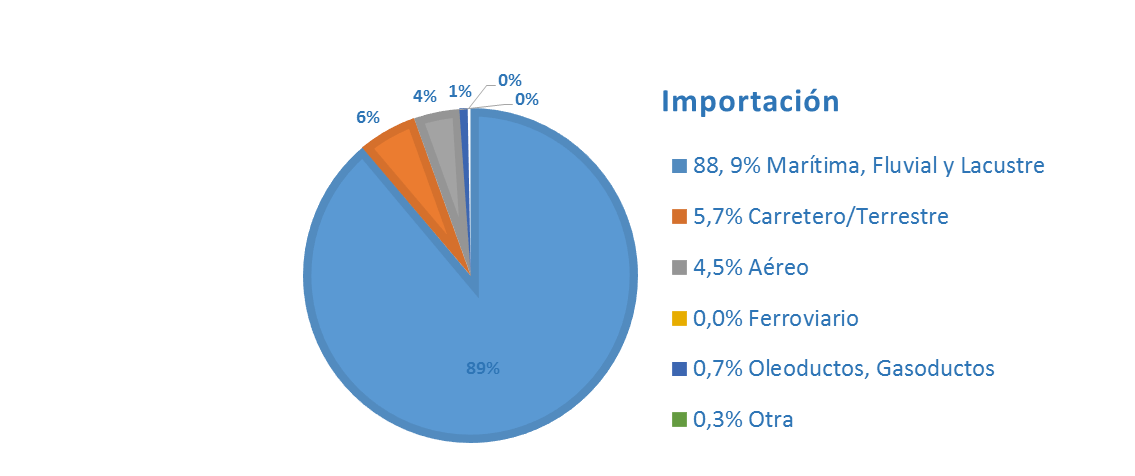 0%
4%
1%
0%
6%
89%
Importación
88, 9% Marítima, Fluvial y Lacustre
5,7% Carretero/Terrestre
4,5% Aéreo
0,0% Ferroviario
0,7% Oleoductos, Gasoductos
0,3% Otra